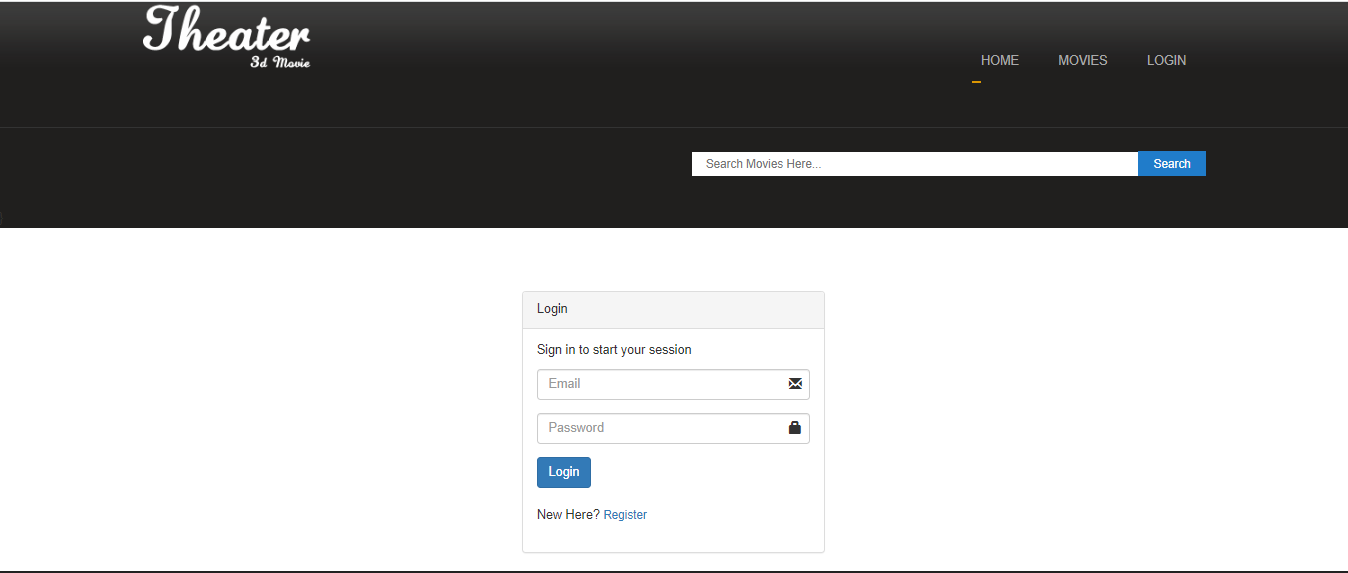 Theater
3d Movie
HOME MOVIES LOGIN
Search Movies Here... Search
Login
Sign in to start your session
Email
Password
Login
New Here? Register